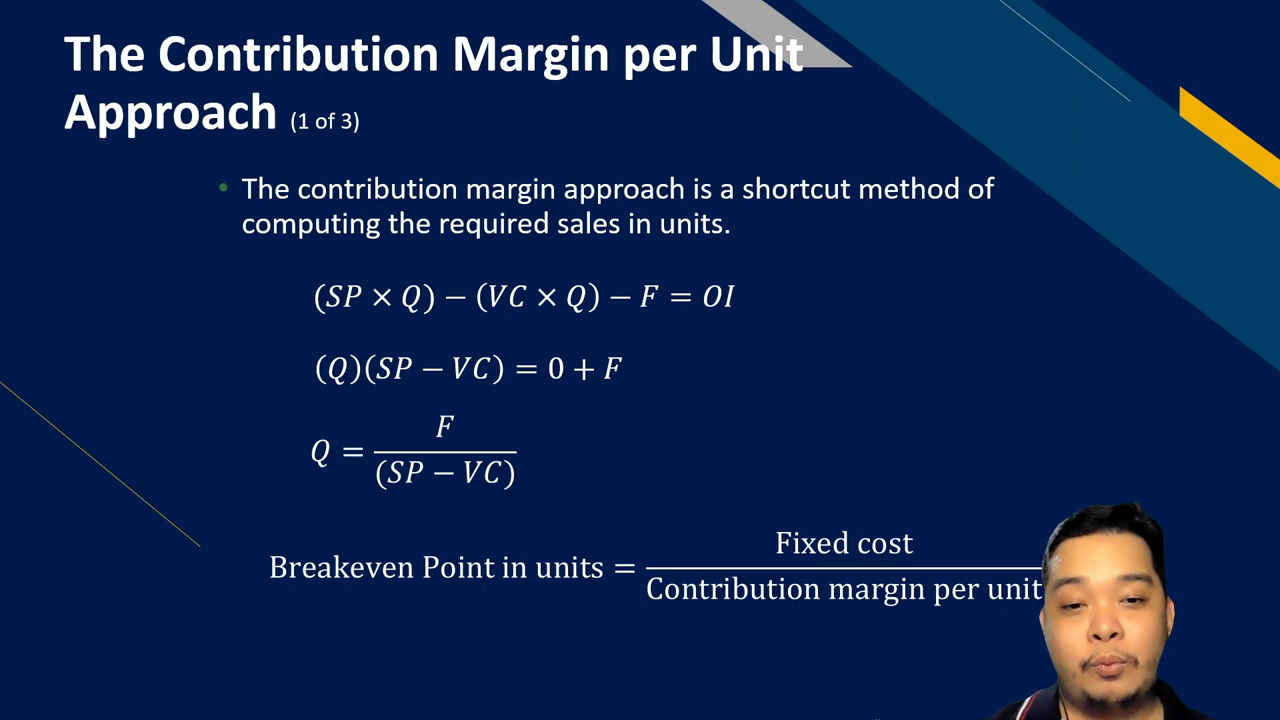 The Contribution Margin per Unit
Approach (1 of 3)
• The contribution margin approach is a shortcut method of
computing the required sales in units.
(SP × Q) − (VC × Q) − F = OI
(Q)(SP − VC) = 0 + F
Q = F / (SP − VC)
Breakeven Point in units = Fixed cost / Contribution margin per unit